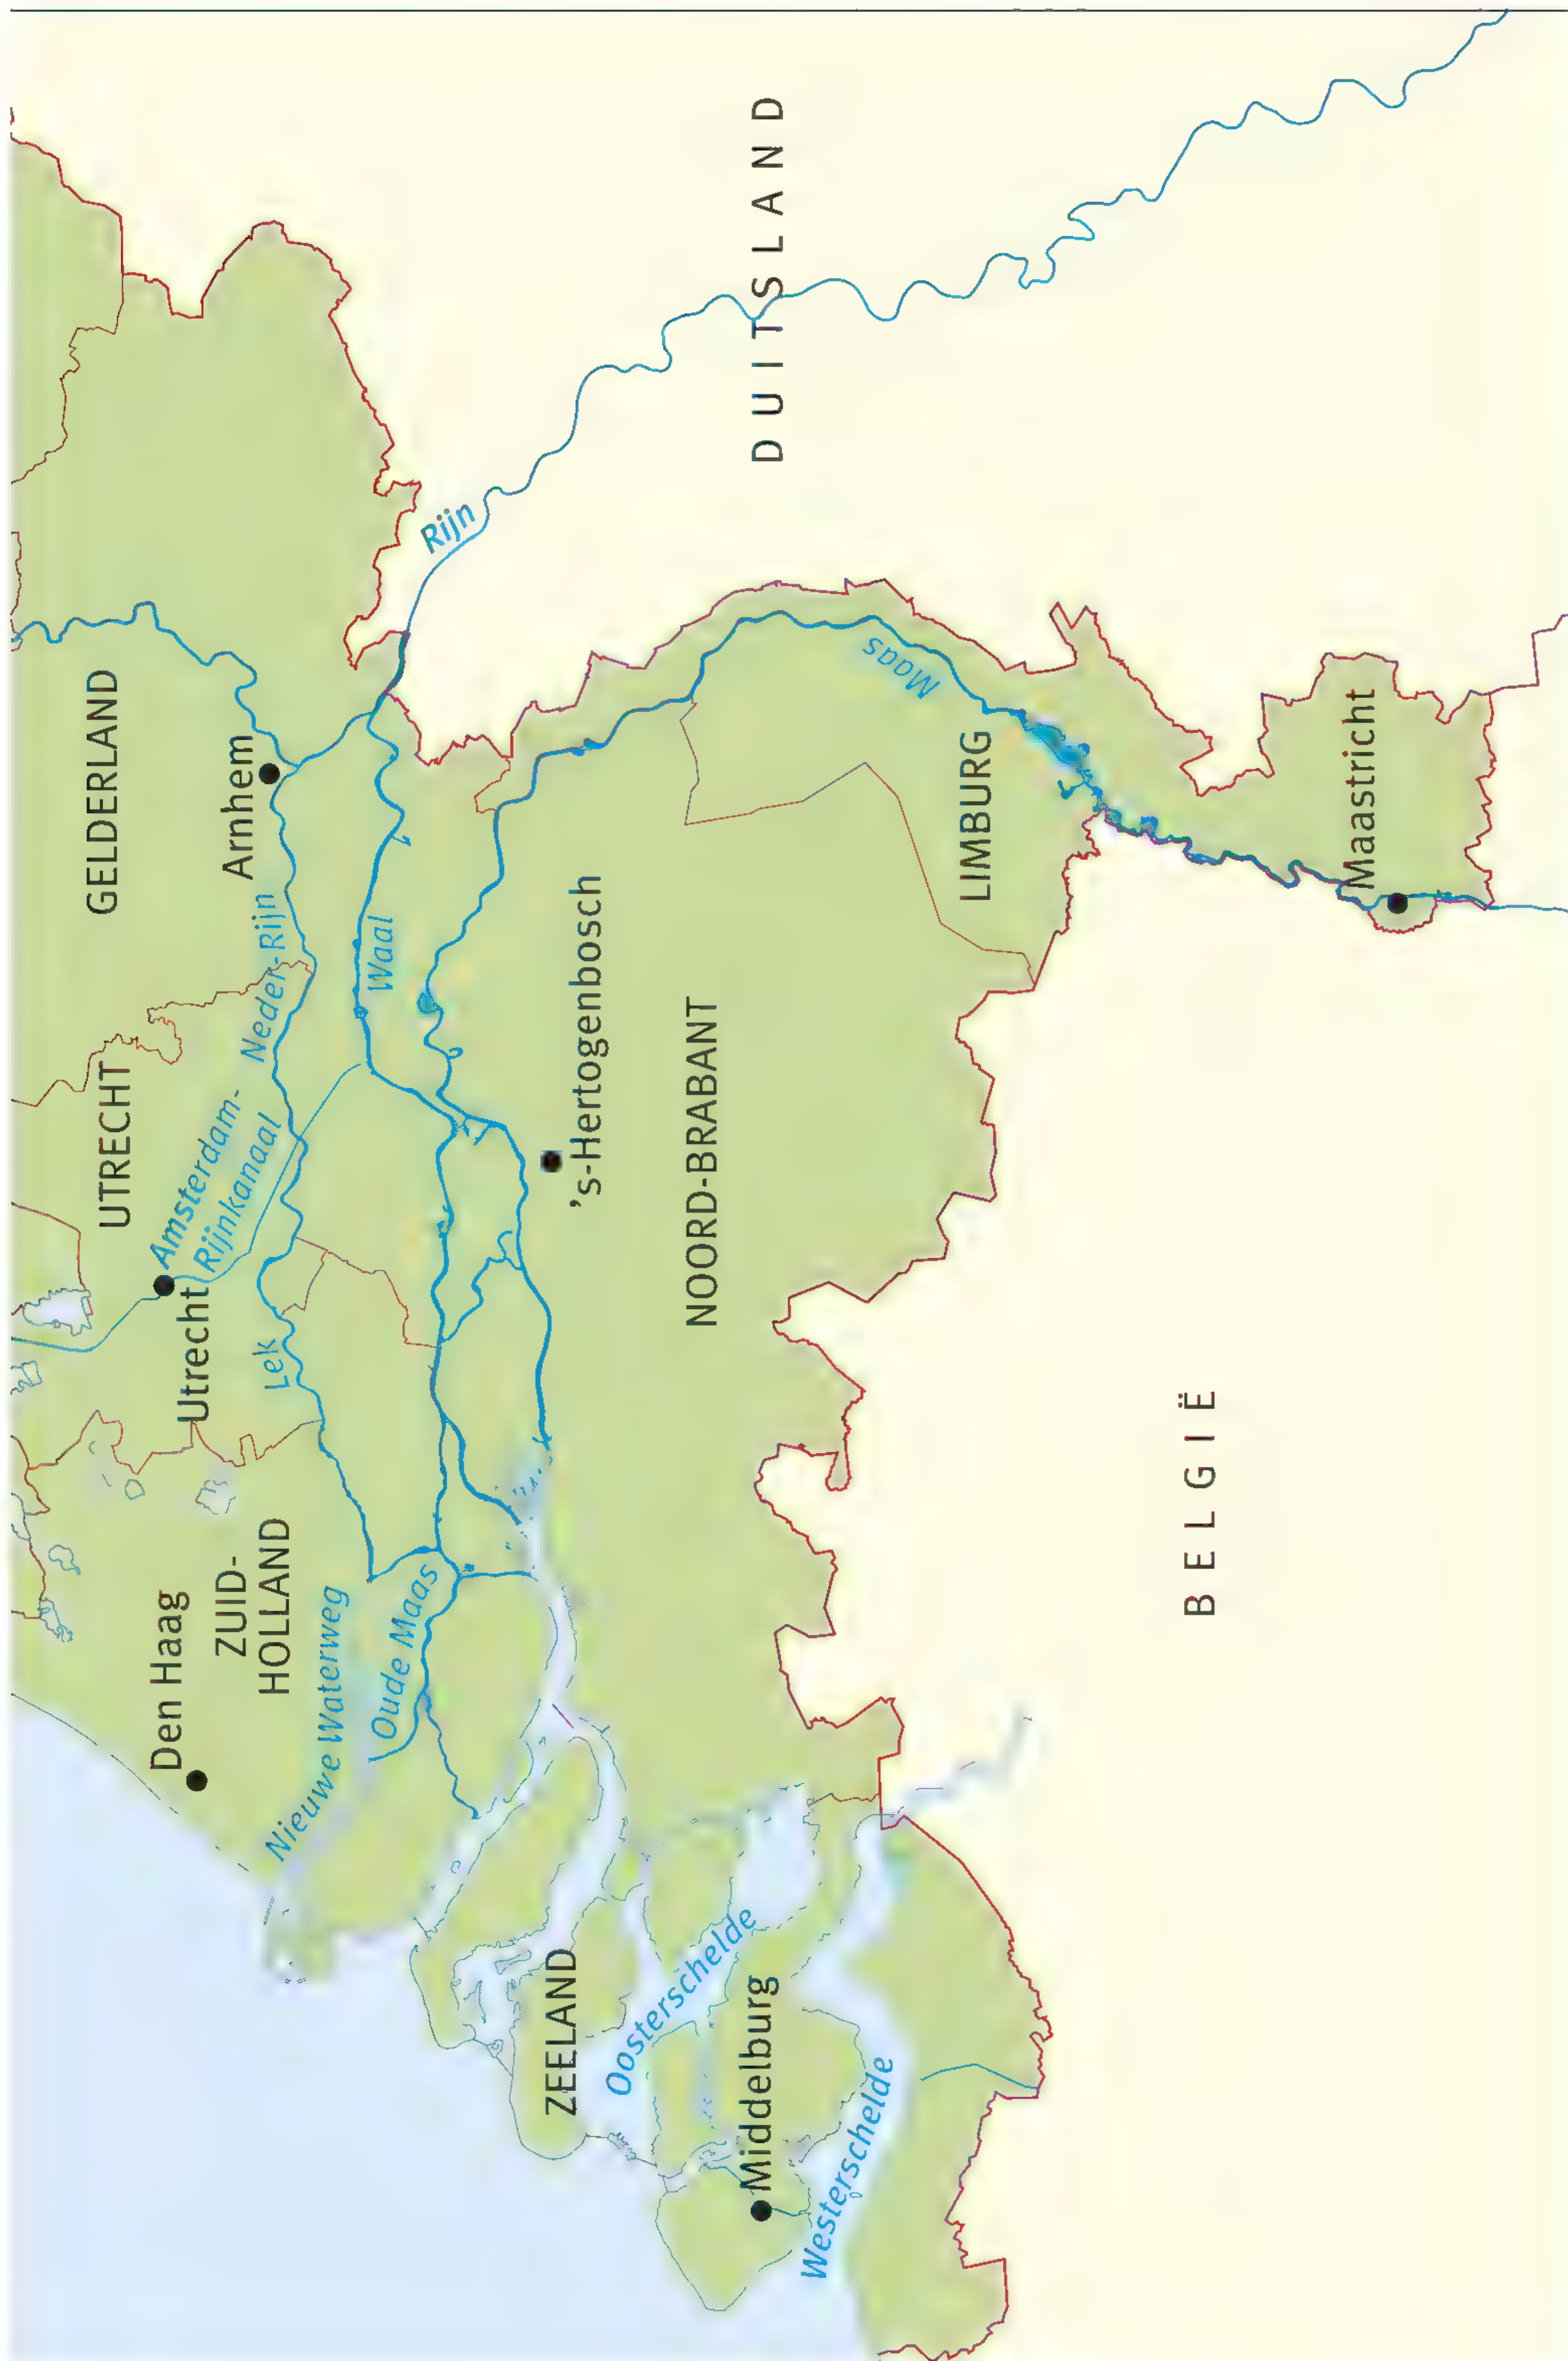 GELDERLAND
UTRECHT
Arnhem
Utrecht
Amsterdam-
Rijnkanaal
Neder-Rijn
Lek
Waal
Rijn
Den Haag
ZUID-
HOLLAND
Nieuwe Waterweg
Oude Maas
's-Hertogenbosch
NOORD-BRABANT
ZEELAND
Oosterschelde
Middelburg
Westerschelde
DUITSLAND
Maas
LIMBURG
Maastricht
BELGIË